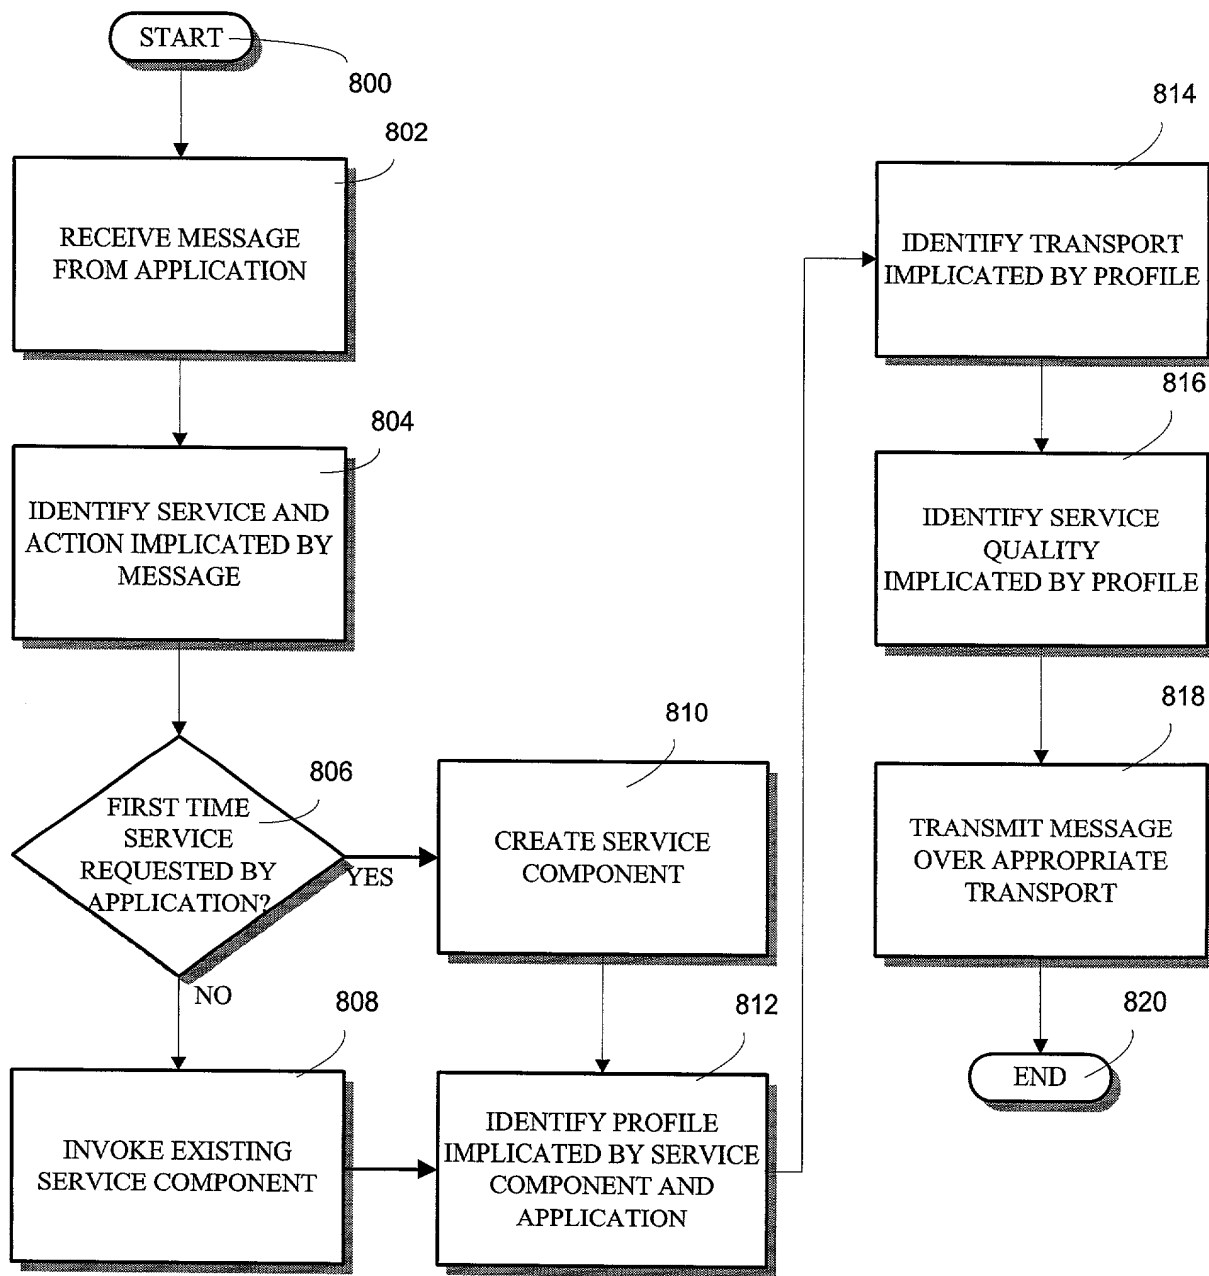 START
800
802
RECEIVE MESSAGE
FROM APPLICATION
804
IDENTIFY SERVICE AND
ACTION IMPLICATED BY
MESSAGE
806
FIRST TIME
SERVICE
REQUESTED BY
APPLICATION?
YES
NO
808
INVOKE EXISTING
SERVICE COMPONENT
810
CREATE SERVICE
COMPONENT
812
IDENTIFY PROFILE
IMPLICATED BY SERVICE
COMPONENT AND
APPLICATION
814
IDENTIFY TRANSPORT
IMPLICATED BY PROFILE
816
IDENTIFY SERVICE
QUALITY
IMPLICATED BY PROFILE
818
TRANSMIT MESSAGE
OVER APPROPRIATE
TRANSPORT
820
END